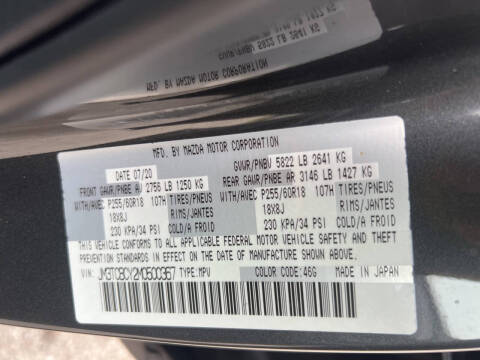 MFD. BY MAZDA MOTOR CORPORATION
DATE 07/20 GVWR/PNBV 5822 LB 2641 KG
FRONT GAWR/PNBE AV 2756 LB 1250 KG REAR GAWR/PNBE AR 3146 LB 1427 KG
WITH/AVEC P255/60R18 107H TIRES/PNEUS WITH/AVEC P255/60R18 107H TIRES/PNEUS
18X8J RIMS/JANTES 18X8J RIMS/JANTES
230 KPA/34 PSI COLD/A FROID 230 KPA/34 PSI COLD/A FROID
THIS VEHICLE CONFORMS TO ALL APPLICABLE FEDERAL MOTOR VEHICLE SAFETY AND
THEFT PREVENTION STANDARDS IN EFFECT ON THE DATE OF MANUFACTURE SHOWN ABOVE.
VIN: JM3TCBCY2M0500367 TYPE: MPV COLOR CODE: 46G MADE IN JAPAN